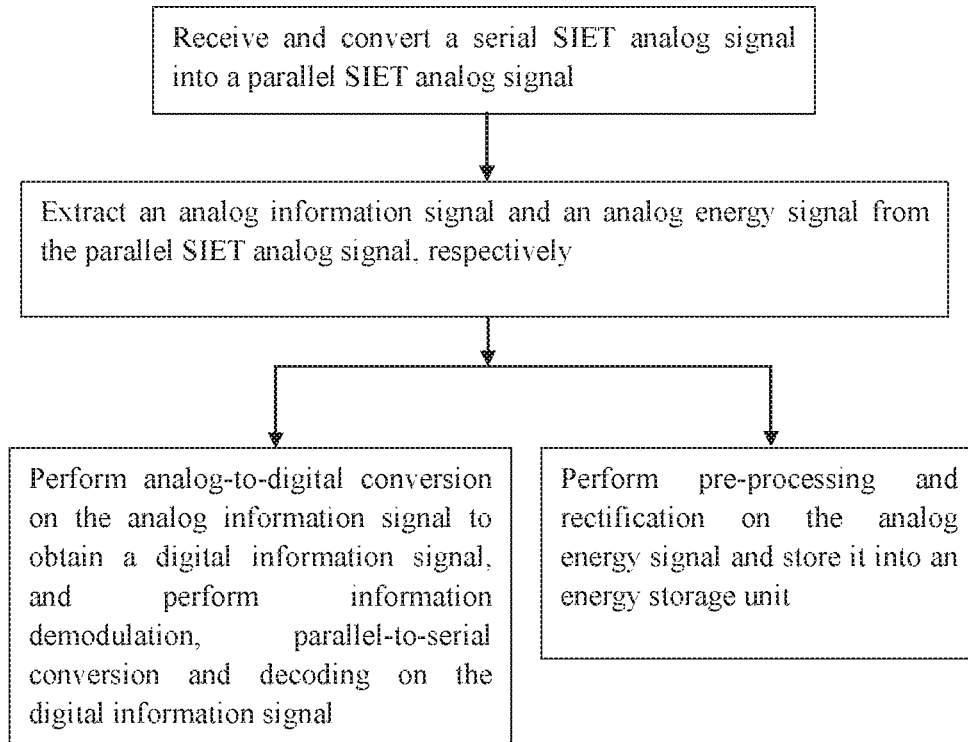 Receive and convert a serial SIET analog signal
into a parallel SIET analog signal
Extract an analog information signal and an analog energy signal from
the parallel SIET analog signal, respectively
Perform analog-to-digital conversion
on the analog information signal to
obtain a digital information signal,
and perform information
demodulation, parallel-to-serial
conversion and decoding on the
digital information signal
Perform pre-processing and
rectification on the analog
energy signal and store it into an
energy storage unit